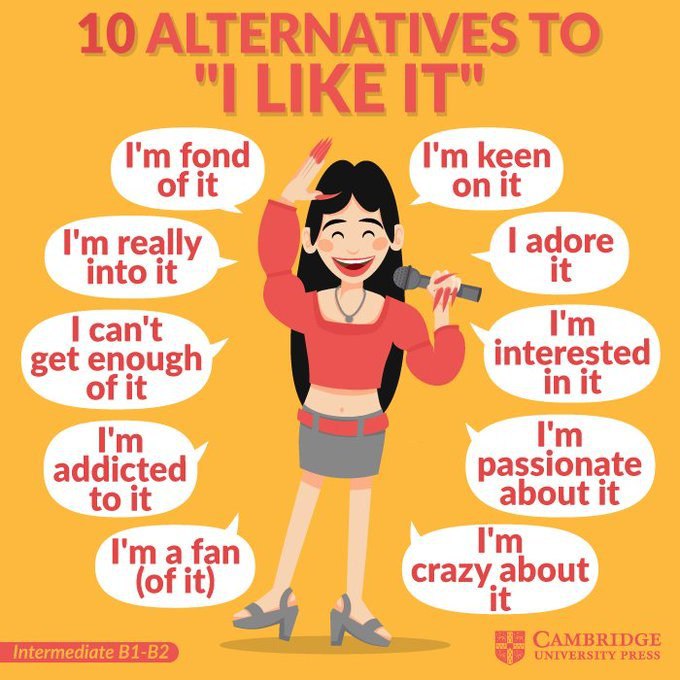 10 ALTERNATIVES TO
"I LIKE IT"
I'm fond
of it
I'm keen
on it
I'm really
into it
I adore
it
I can't
get enough
of it
I'm
interested
in it
I'm
addicted
to it
I'm
passionate
about it
I'm a fan
(of it)
I'm
crazy about
it
Intermediate B1-B2
CAMBRIDGE
UNIVERSITY PRESS